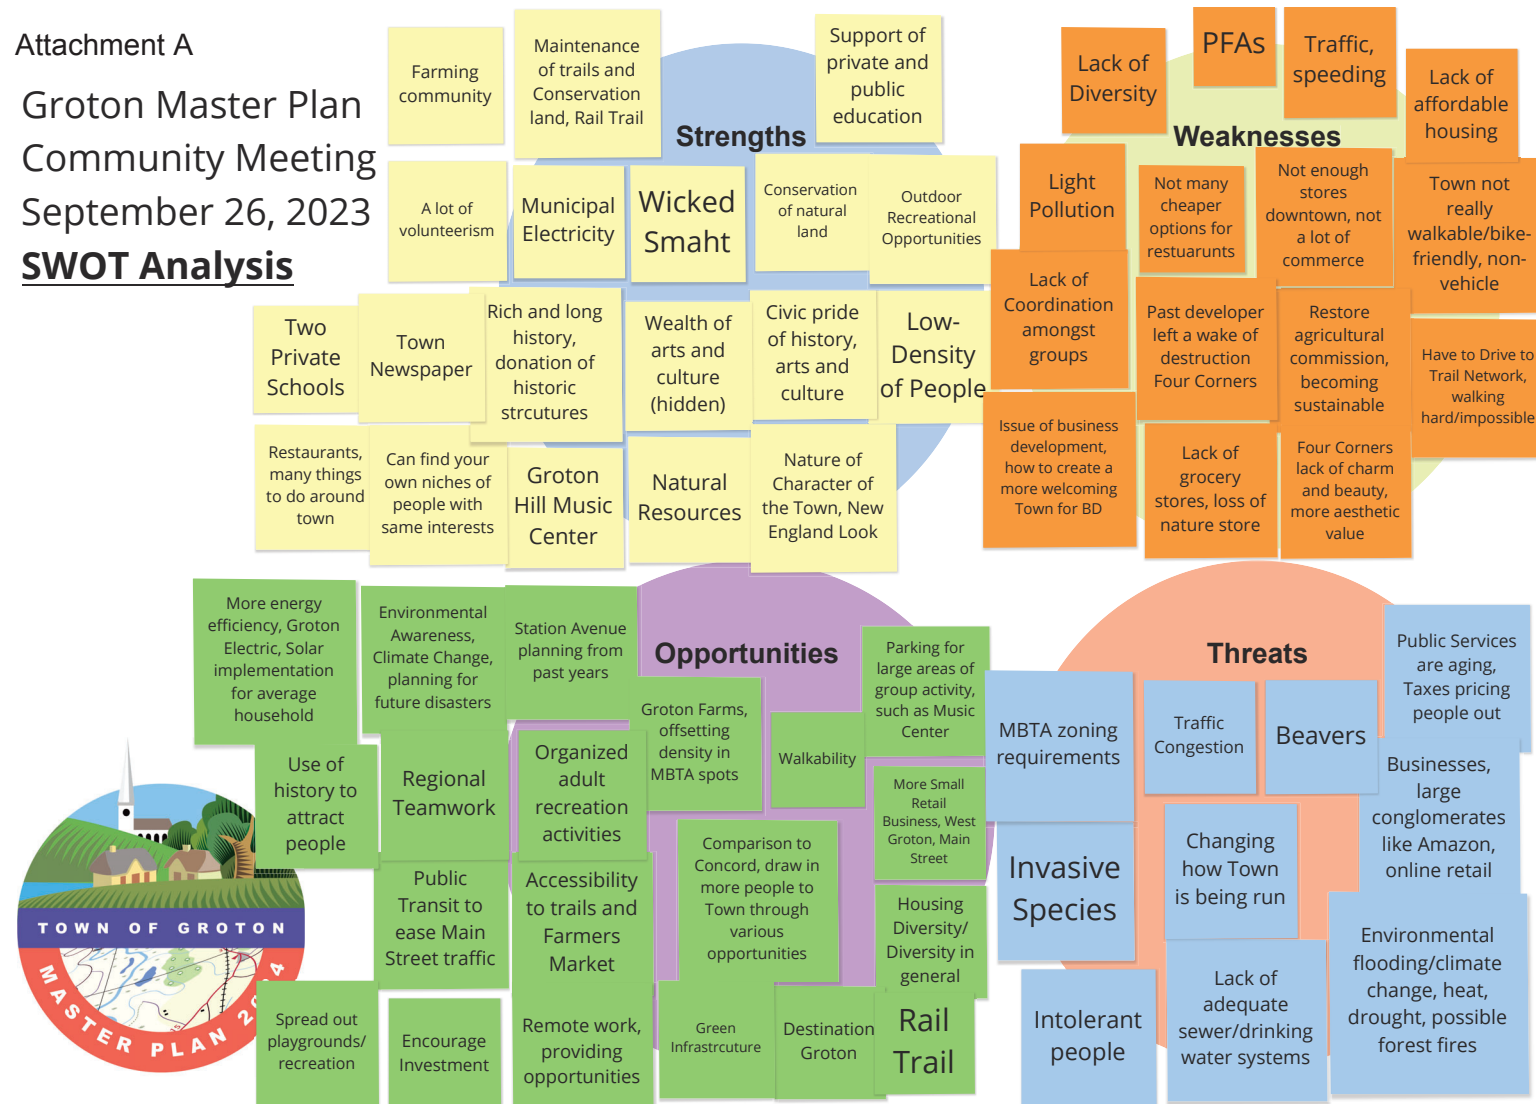 Attachment A
Groton Master Plan
Community Meeting
September 26, 2023
SWOT Analysis
Strengths
Farming
community
Maintenance
of trails and
Conservation
land, Rail Trail
Support of
private and
public
education
A lot of
volunteerism
Municipal
Electricity
Wicked
Smaht
Conservation
of natural
land
Outdoor
Recreational
Opportunities
Two
Private
Schools
Town
Newspaper
Rich and long
history,
donation of
historic
strcutures
Wealth of
arts and
culture
(hidden)
Civic pride
of history,
arts and
culture
Low-
Density
of People
Restaurants,
many things
to do around
town
Can find your
own niches of
people with
same interests
Groton
Hill Music
Center
Natural
Resources
Nature of
Character of
the Town, New
England Look
Weaknesses
Lack of
Diversity
PFAs
Traffic,
speeding
Lack of
affordable
housing
Light
Pollution
Not many
cheaper
options for
restuarunts
Not enough
stores
downtown, not
a lot of
commerce
Town not
really
walkable/bike-
friendly, non-
vehicle
Lack of
Coordination
amongst
groups
Past developer
left a wake of
destruction
Four Corners
Restore
agricultural
commission,
becoming
sustainable
Have to Drive to
Trail Network,
walking
hard/impossible
Issue of business
development,
how to create a
more welcoming
Town for BD
Lack of
grocery
stores, loss of
nature store
Four Corners
lack of charm
and beauty,
more aesthetic
value
Opportunities
More energy
efficiency, Groton
Electric, Solar
implementation
for average
household
Environmental
Awareness,
Climate Change,
planning for
future disasters
Station Avenue
planning from
past years
Groton Farms,
offsetting
density in
MBTA spots
Walkability
Parking for
large areas of
group activity,
such as Music
Center
Use of
history to
attract
people
Regional
Teamwork
Organized
adult
recreation
activities
More Small
Retail
Business, West
Groton, Main
Street
Public
Transit to
ease Main
Street traffic
Accessibility
to trails and
Farmers
Market
Comparison to
Concord, draw in
more people to
Town through
various
opportunities
Housing
Diversity/
Diversity in
general
Spread out
playgrounds/
recreation
Encourage
Investment
Remote work,
providing
opportunities
Green
Infrastrcuture
Destination
Groton
Rail
Trail
Threats
Public Services
are aging,
Taxes pricing
people out
MBTA zoning
requirements
Traffic
Congestion
Beavers
Businesses,
large
conglomerates
like Amazon,
online retail
Invasive
Species
Changing
how Town
is being run
Environmental
flooding/climate
change, heat,
drought, possible
forest fires
Intolerant
people
Lack of
adequate
sewer/drinking
water systems
TOWN OF GROTON
MASTER PLAN